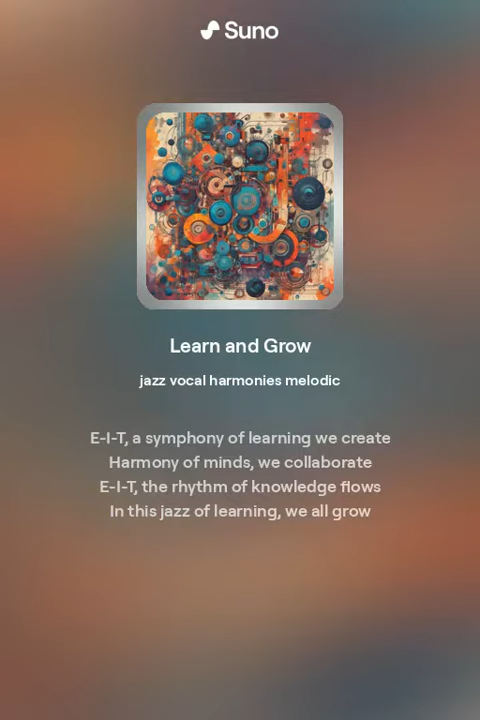 Suno
Learn and Grow
jazz vocal harmonies melodic
E-I-T, a symphony of learning we create
Harmony of minds, we collaborate
E-I-T, the rhythm of knowledge flows
In this jazz of learning, we all grow